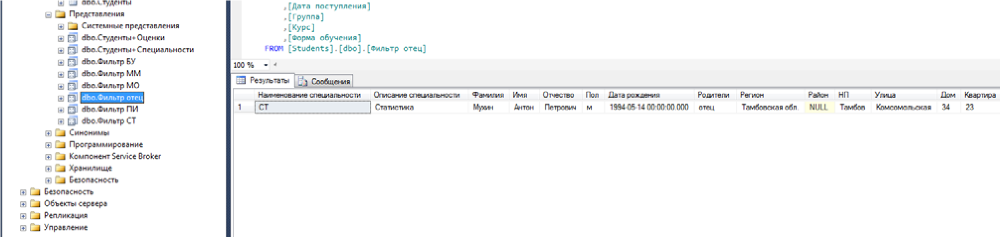 dbo.Студенты
Представления
Системные представления
dbo.Студенты+Оценки
dbo.Студенты+Специальности
dbo.Фильтр БУ
dbo.Фильтр ММ
dbo.Фильтр МО
dbo.Фильтр отец
dbo.Фильтр ПИ
dbo.Фильтр СТ
Синонимы
Программирование
Компонент Service Broker
Хранилище
Безопасность
Безопасность
Объекты сервера
Репликация
Управление
,[Дата поступления]
,[Группа]
,[Курс]
,[Форма обучения]
FROM [Students].[dbo].[Фильтр отец]
100 %
Результаты Сообщения
Наименование специальности Описание специальности Фамилия Имя Отчество Пол Дата рождения Родители Регион Район НП Улица Дом Квартира
1 СТ Статистика Мухин Антон Петрович м 1994-05-14 00:00:00.000 отец Тамбовская обл. NULL Тамбов Комсомольская 34 23